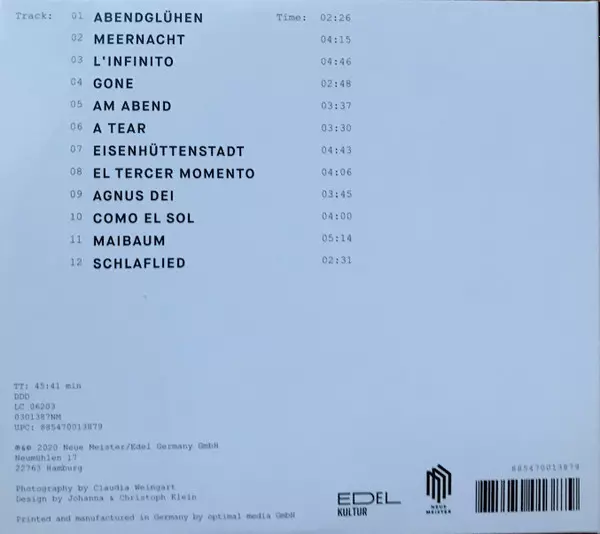 Track: 01 ABENDGLÜHEN Time: 02:26
02 MEERNACHT 04:15
03 L'INFINITO 04:46
04 GONE 02:48
05 AM ABEND 03:37
06 A TEAR 03:30
07 EISENHÜTTENSTADT 04:43
08 EL TERCER MOMENTO 04:06
09 AGNUS DEI 03:45
10 COMO EL SOL 04:00
11 MAIBAUM 05:14
12 SCHLAFLIED 02:31
TT: 45:41 min
DDD
LC 06203
0301387NM
UPC: 885470013879
℗&© 2020 Neue Meister/Edel Germany GmbH
Neumühlen 17
22763 Hamburg
Photography by Claudia Weingart
Design by Johanna & Christoph Klein
Printed and manufactured in Germany by optimal media GmbH
EDEL
KULTUR
NEUE
MEISTER
885470013879